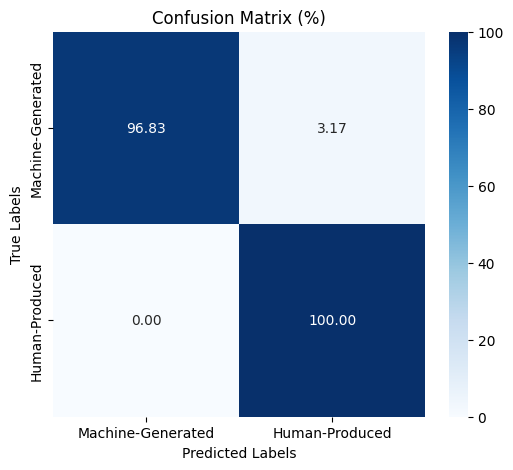 Confusion Matrix (%)
True Labels
Machine-Generated
Human-Produced
96.83
3.17
0.00
100.00
Machine-Generated
Human-Produced
Predicted Labels
100
80
60
40
20
0